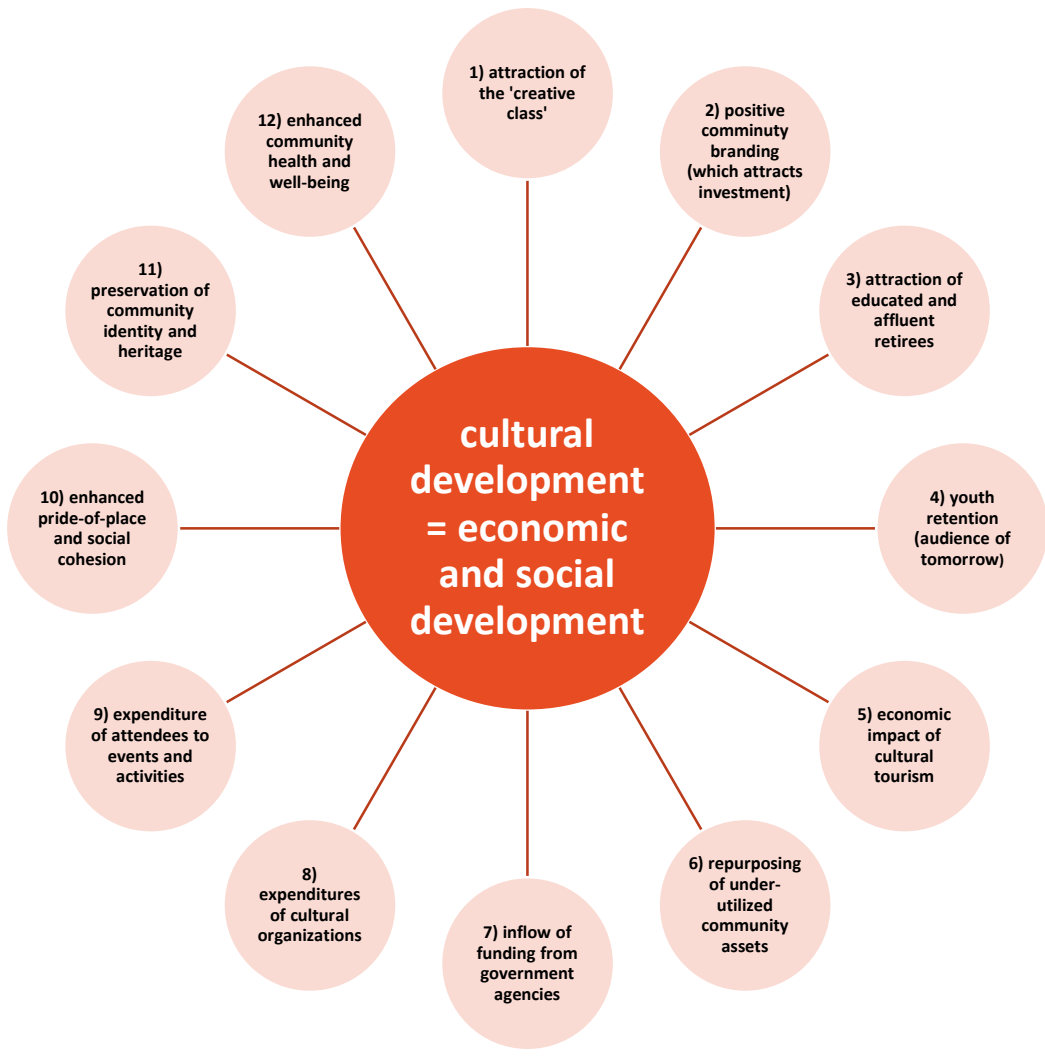 1) attraction of
the 'creative
class'
2) positive
comminuty
branding
(which attracts
investment)
3) attraction of
educated and
affluent
retirees
4) youth
retention
(audience of
tomorrow)
5) economic
impact of
cultural
tourism
6) repurposing
of under-
utilized
community
assets
7) inflow of
funding from
government
agencies
8)
expenditures
of cultural
organizations
9) expenditure
of attendees to
events and
activities
10) enhanced
pride-of-place
and social
cohesion
11)
preservation of
community
identity and
heritage
12) enhanced
community
health and
well-being
cultural
development
= economic
and social
development